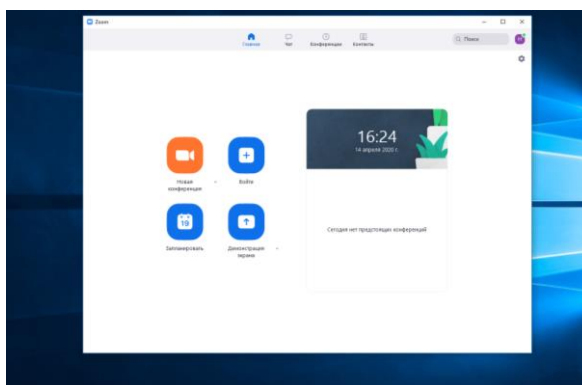 Zoom
Главная
Чат
Конференции
Контакты
Поиск
16:24
14 апреля 2020 г.
Новая
конференция
Войти
19
Запланировать
Демонстрация
экрана
Сегодня нет предстоящих конференций